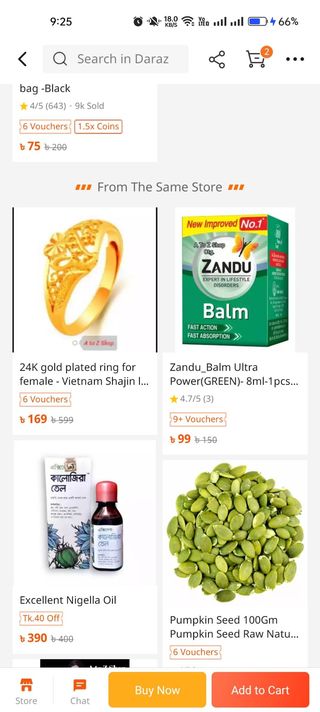 9:25
18.0
KB/S
66%
Search in Daraz
2
bag -Black
4/5 (643) · 9k Sold
6 Vouchers
1.5x Coins
৳ 75 ৳ 200
From The Same Store
A to Z Shop
24K gold plated ring for
female - Vietnam Shajin l...
6 Vouchers
৳ 169 ৳ 599
New Improved No.1
A To Z Shop
ZANDU
EXPERT IN LIFESTYLE
DISORDERS
Balm
FAST ACTION
FAST ABSORPTION
Zandu_Balm Ultra
Power(GREEN)- 8ml-1pcs...
4.7/5 (3)
9+ Vouchers
৳ 99 ৳ 150
কালোজিরা
তেল
Excellent Nigella Oil
Tk.40 Off
৳ 390 ৳ 400
Pumpkin Seed 100Gm
Pumpkin Seed Raw Natu...
6 Vouchers
Store
Chat
Buy Now
Add to Cart